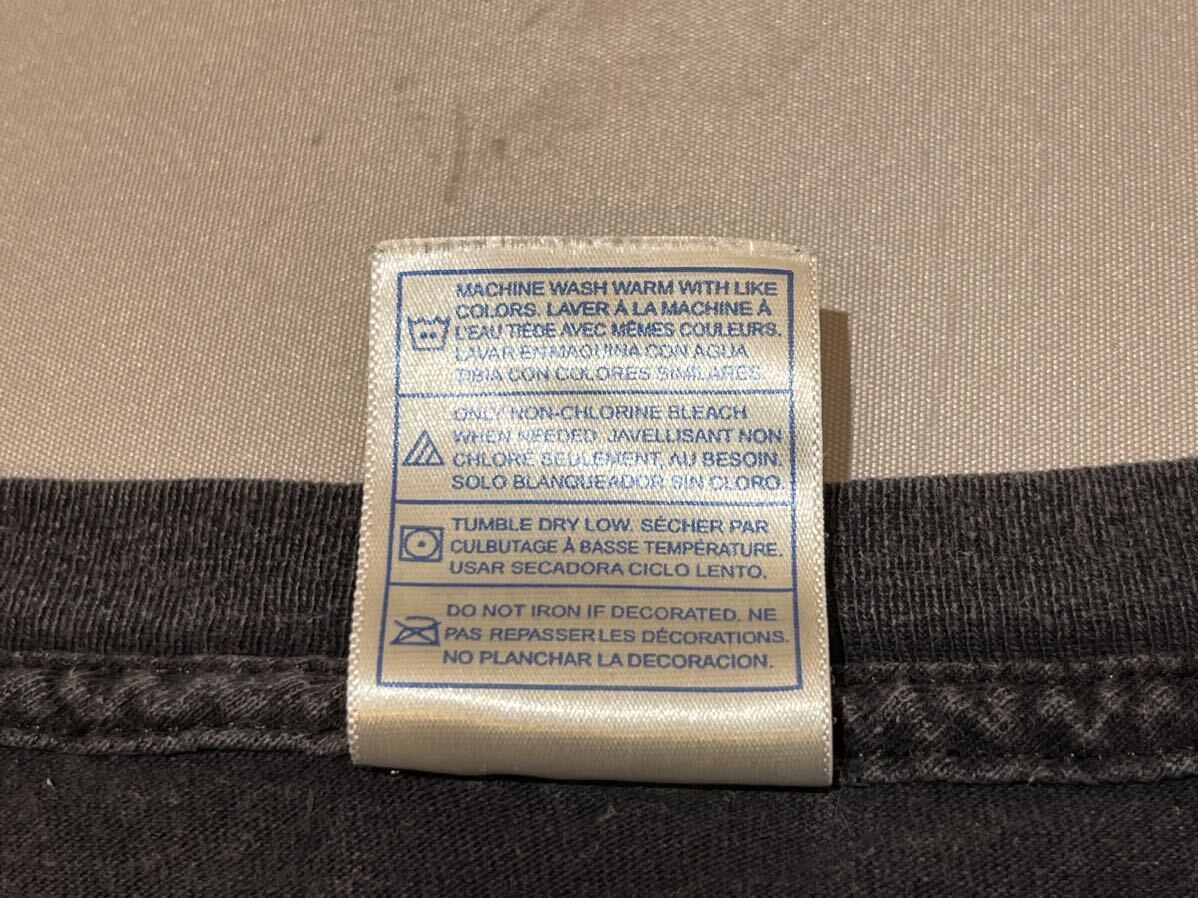 MACHINE WASH WARM WITH LIKE
COLORS. LAVER Á LA MACHINE Á
L'EAU TIÈDE AVEC MÊMES COULEURS.
LAVAR EN MAQUINA CON AGUA
TIBIA CON COLORES SIMILARES.
ONLY NON-CHLORINE BLEACH
WHEN NEEDED. JAVELLISANT NON
CHLORÉ SEULEMENT, AU BESOIN.
SOLO BLANQUEADOR SIN CLORO
TUMBLE DRY LOW. SÉCHER PAR
CULBUTAGE Á BASSE TEMPÉRATURE.
USAR SECADORA CICLO LENTO.
DO NOT IRON IF DECORATED. NE
PAS REPASSER LES DÉCORATIONS.
NO PLANCHAR LA DECORACION.